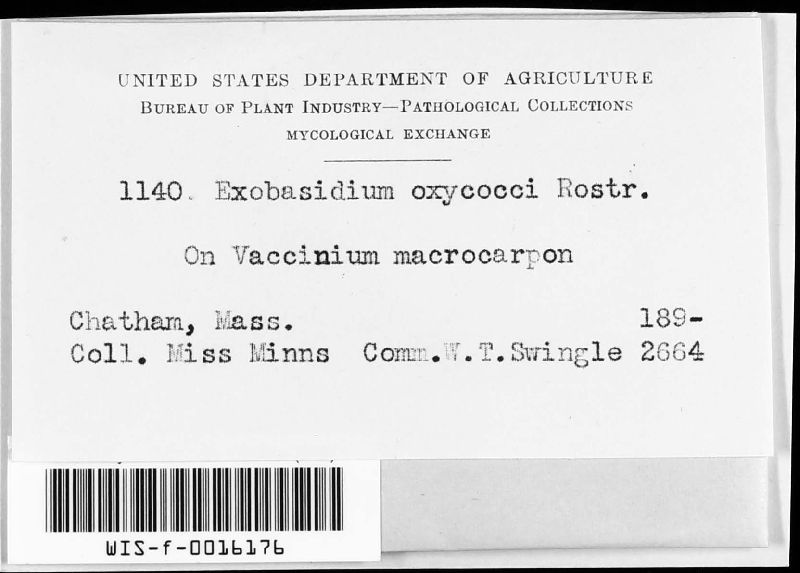 UNITED STATES DEPARTMENT OF AGRICULTURE
BUREAU OF PLANT INDUSTRY—PATHOLOGICAL COLLECTIONS
MYCOLOGICAL EXCHANGE
1140. Exobasidium oxycocci Rostr.
On Vaccinium macrocarpon
Chatham, Mass. 189-
Coll. Miss Minns Comm.W.T.Swingle 2664
WIS-f-0016176